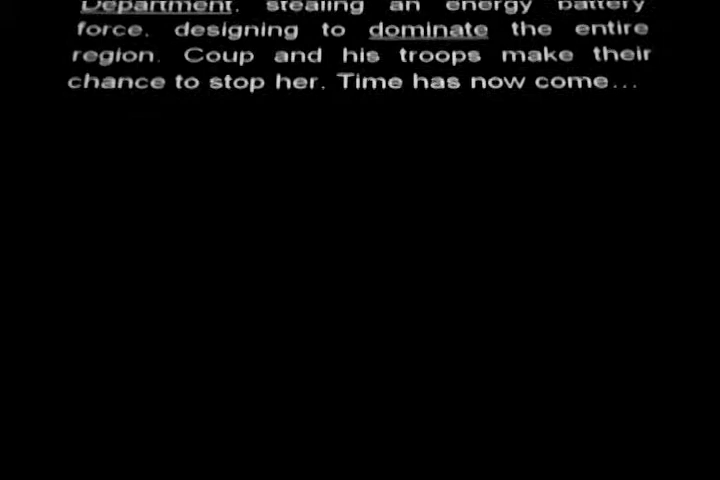 Department, stealing an energy battery
force, designing to dominate the entire
region. Coup and his troops make their
chance to stop her. Time has now come...